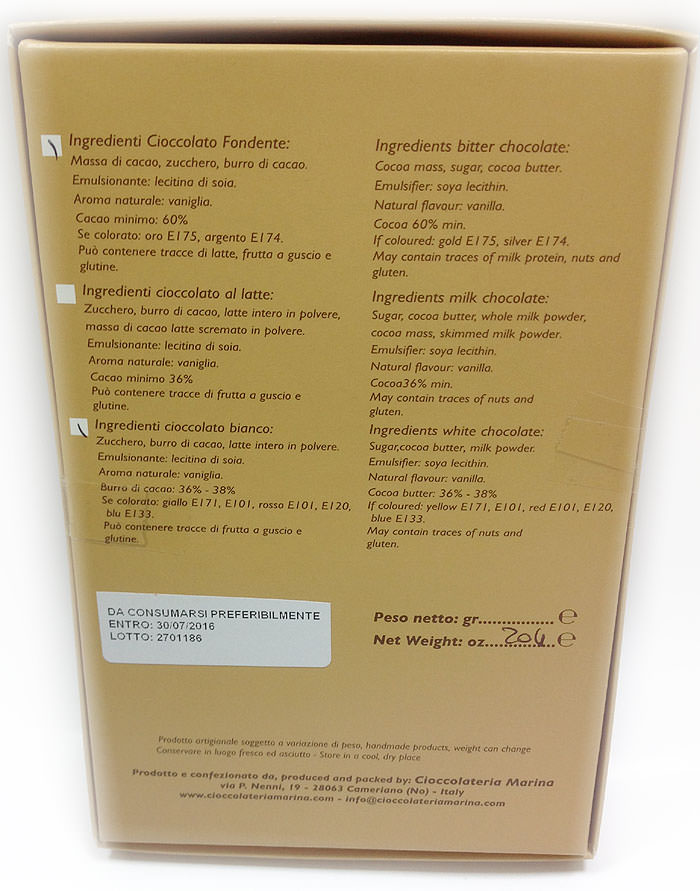 Ingredienti Cioccolato Fondente:
Massa di cacao, zucchero, burro di cacao.
Emulsionante: lecitina di soia.
Aroma naturale: vaniglia.
Cacao minimo: 60%
Se colorato: oro E175, argento E174.
Può contenere tracce di latte, frutta a guscio e
glutine.
Ingredienti cioccolato al latte:
Zucchero, burro di cacao, latte intero in polvere,
massa di cacao latte scremato in polvere.
Emulsionante: lecitina di soia.
Aroma naturale: vaniglia.
Cacao minimo 36%
Può contenere tracce di frutta a guscio e
glutine.
Ingredienti cioccolato bianco:
Zucchero, burro di cacao, latte intero in polvere.
Emulsionante: lecitina di soia.
Aroma naturale: vaniglia.
Burro di cacao: 36% - 38%
Se colorato: giallo E171, E101, rosso E101, E120,
blu E133.
Può contenere tracce di frutta a guscio e
glutine.
Ingredients bitter chocolate:
Cocoa mass, sugar, cocoa butter.
Emulsifier: soya lecithin.
Natural flavour: vanilla.
Cocoa 60% min.
If coloured: gold E175, silver E174.
May contain traces of milk protein, nuts and
gluten.
Ingredients milk chocolate:
Sugar, cocoa butter, whole milk powder,
cocoa mass, skimmed milk powder.
Emulsifier: soya lecithin.
Natural flavour: vanilla.
Cocoa36% min.
May contain traces of nuts and
gluten.
Ingredients white chocolate:
Sugar,cocoa butter, milk powder.
Emulsifier: soya lecithin.
Natural flavour: vanilla.
Cocoa butter: 36% - 38%
If coloured: yellow E171, E101, red E101, E120,
blue E133.
May contain traces of nuts and
gluten.
DA CONSUMARSI PREFERIBILMENTE
ENTRO: 30/07/2016
LOTTO: 2701186
Peso netto: gr................ ℮
Net Weight: oz....204....℮
Prodotto artigianale soggetto a variazione di peso, handmade products, weight can change
Conservare in luogo fresco ed asciutto - Store in a cool, dry place
Prodotto e confezionato da, produced and packed by: Cioccolateria Marina
via P. Nenni, 19 - 28063 Cameriano (No) - Italy
www.cioccolateriamarina.com - info@cioccolateriamarina.com